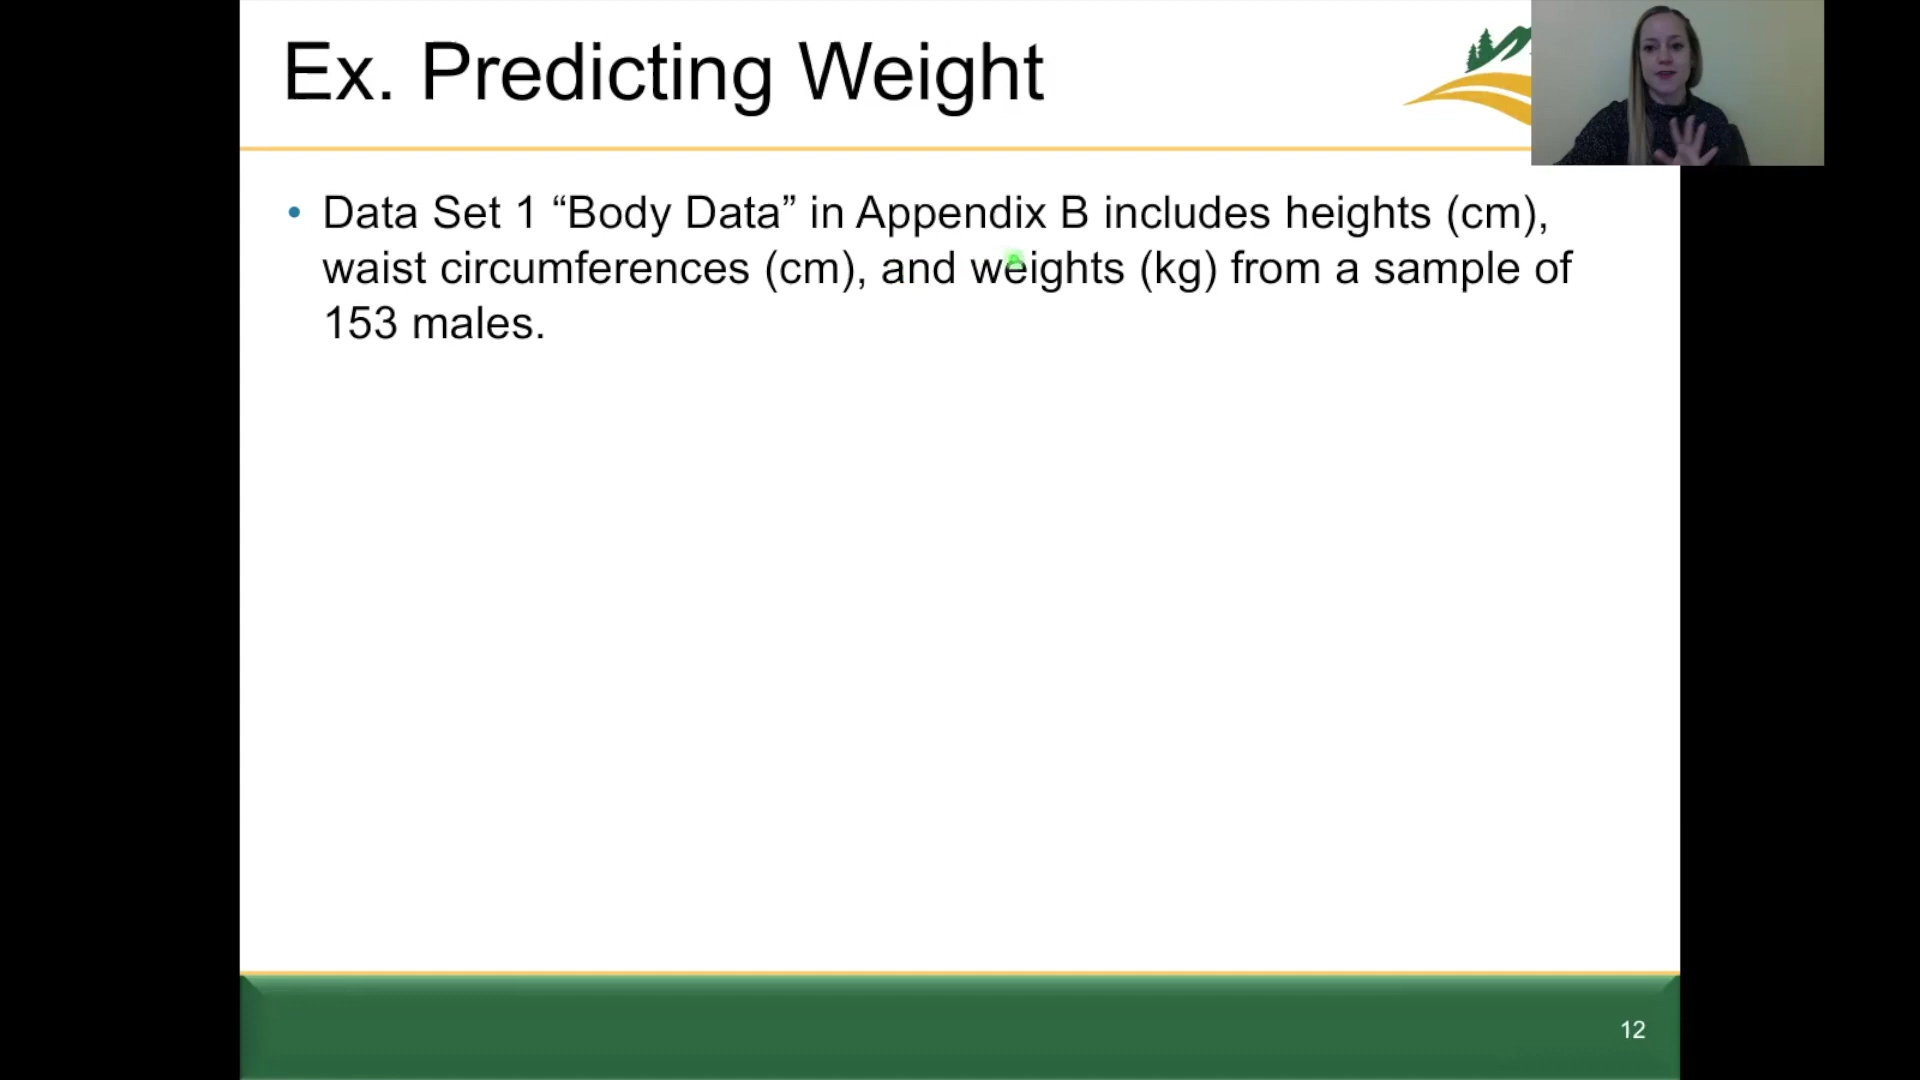 Ex. Predicting Weight
• Data Set 1 “Body Data” in Appendix B includes heights (cm),
waist circumferences (cm), and weights (kg) from a sample of
153 males.
12